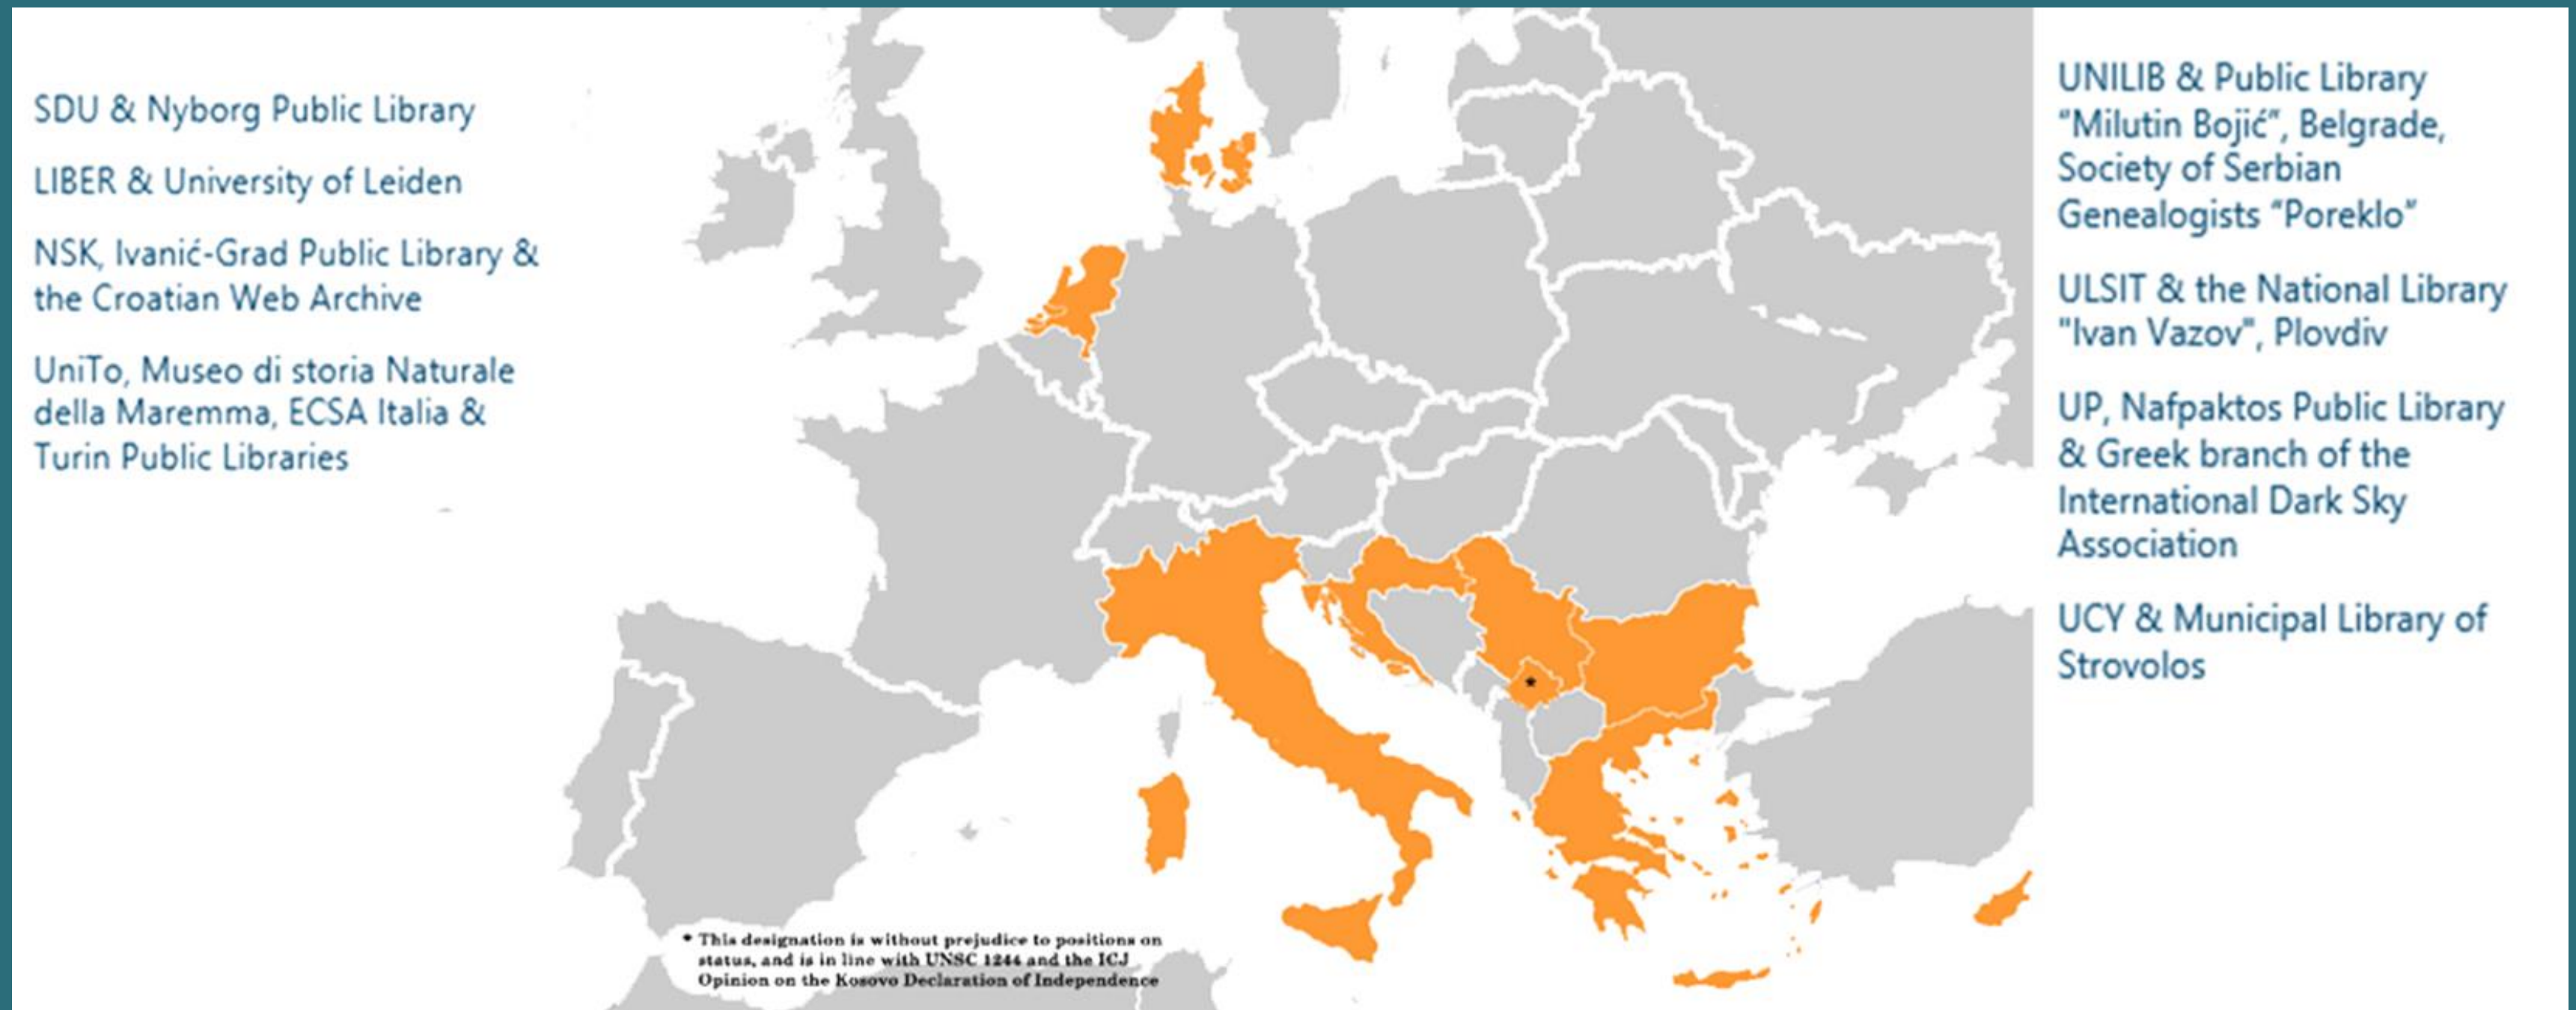 SDU & Nyborg Public Library
LIBER & University of Leiden
NSK, Ivanić-Grad Public Library &
the Croatian Web Archive
UniTo, Museo di storia Naturale
della Maremma, ECSA Italia &
Turin Public Libraries
UNILIB & Public Library
“Milutin Bojić”, Belgrade,
Society of Serbian
Genealogists “Poreklo”
ULSIT & the National Library
"Ivan Vazov", Plovdiv
UP, Nafpaktos Public Library
& Greek branch of the
International Dark Sky
Association
UCY & Municipal Library of
Strovolos
*
* This designation is without prejudice to positions on
status, and is in line with UNSC 1244 and the ICJ
Opinion on the Kosovo Declaration of Independence